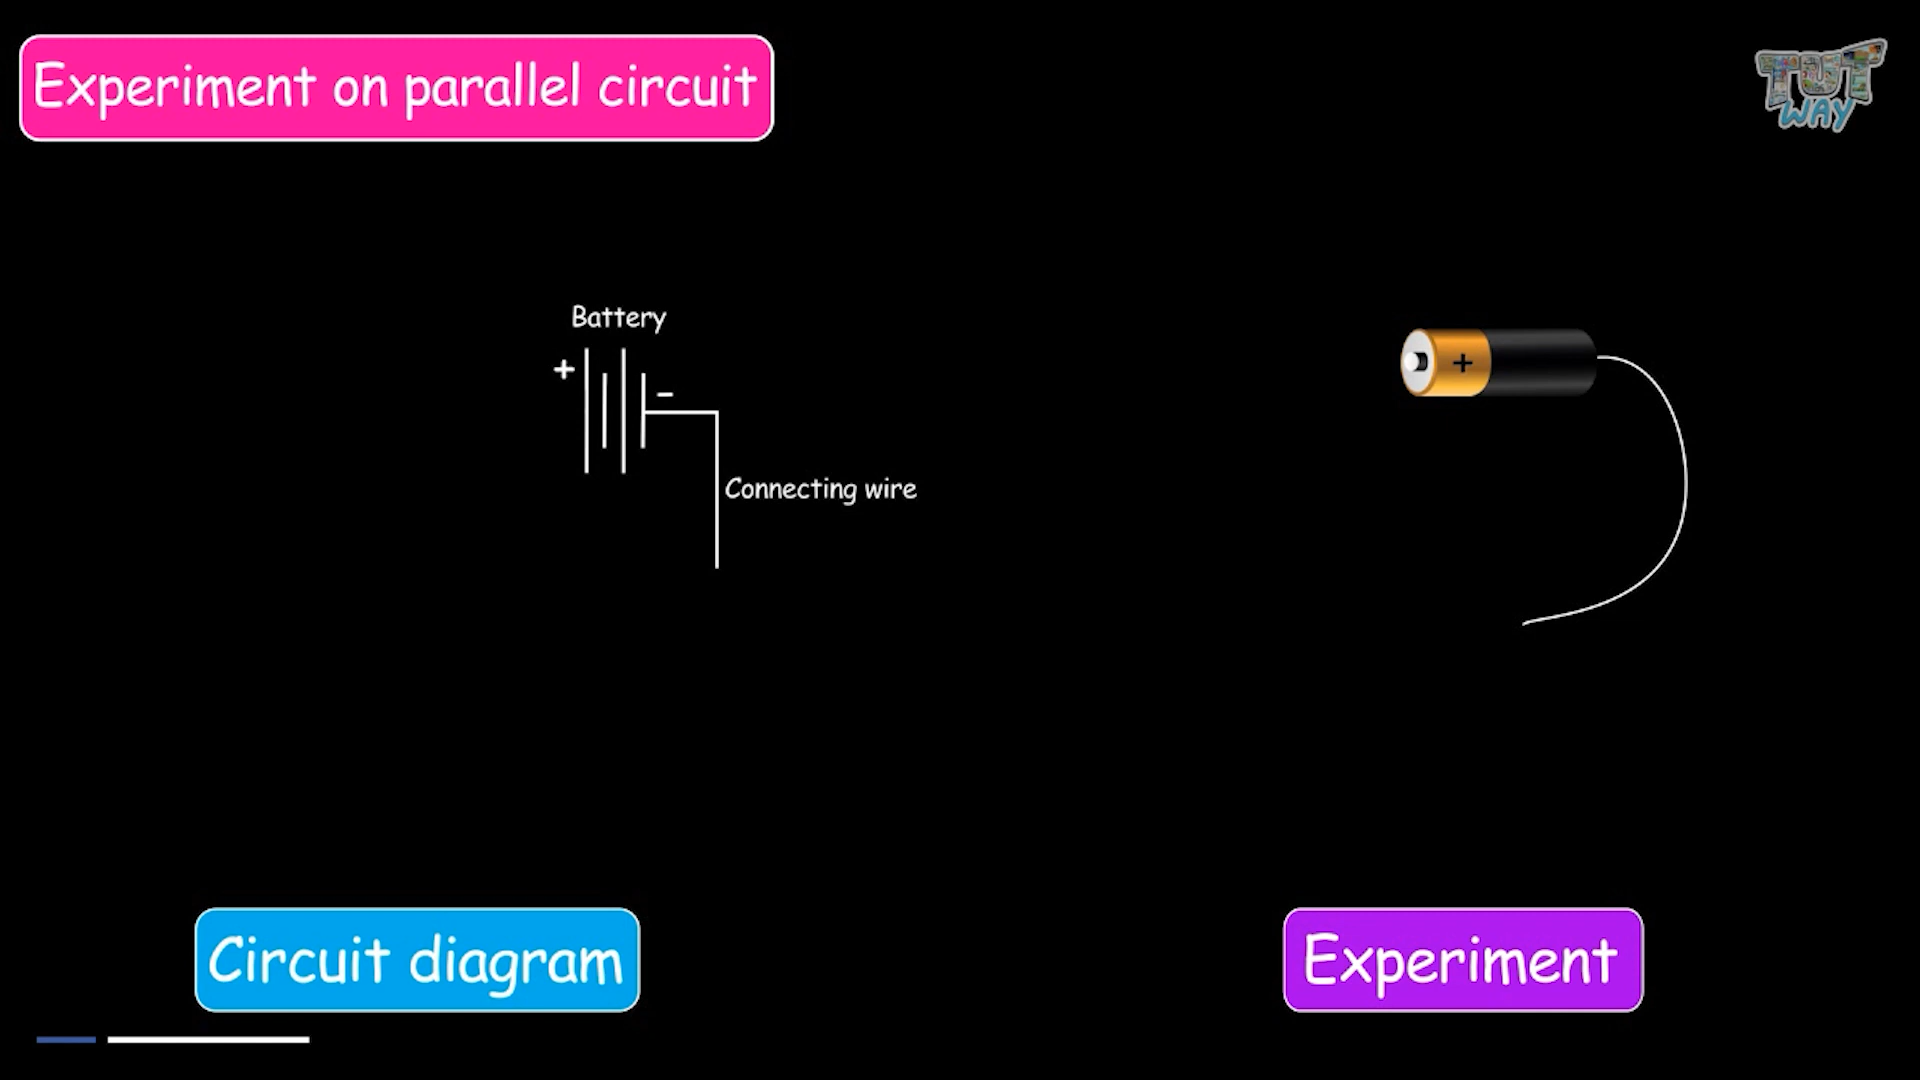 Experiment on parallel circuit
TUT
WAY
Battery
+
-
+
Connecting wire
Circuit diagram
Experiment